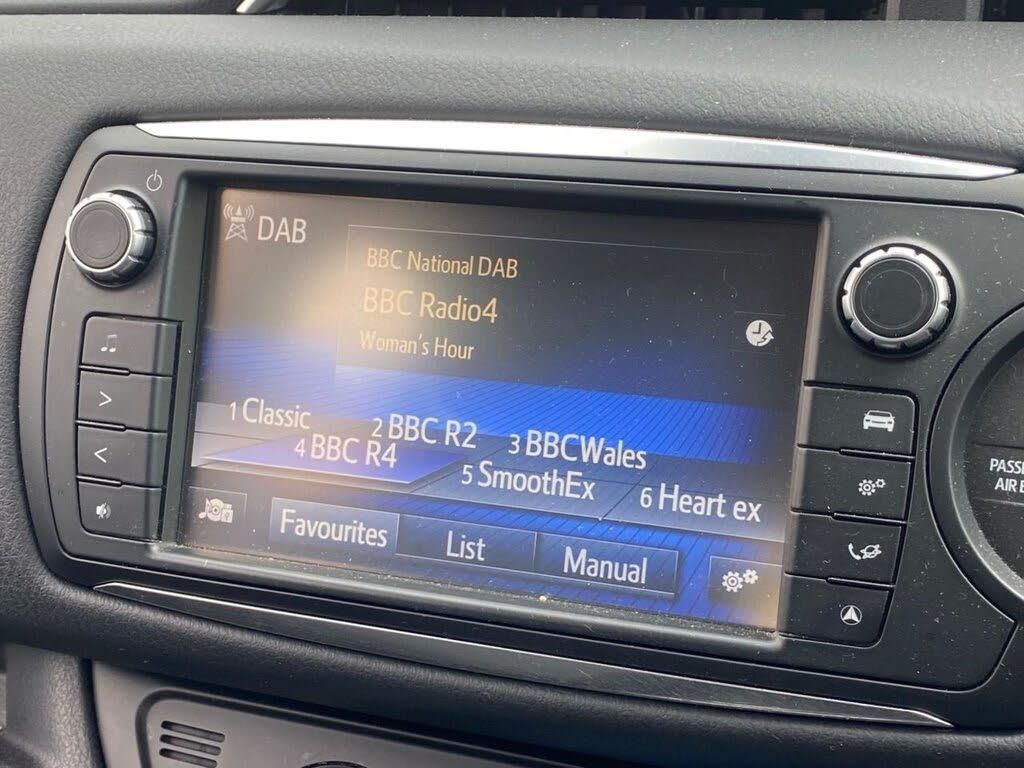 DAB
BBC National DAB
BBC Radio4
Woman's Hour
1 Classic
2 BBC R2
3 BBCWales
4 BBC R4
5 SmoothEx
6 Heart ex
Favourites
List
Manual
PASSE
AIR B